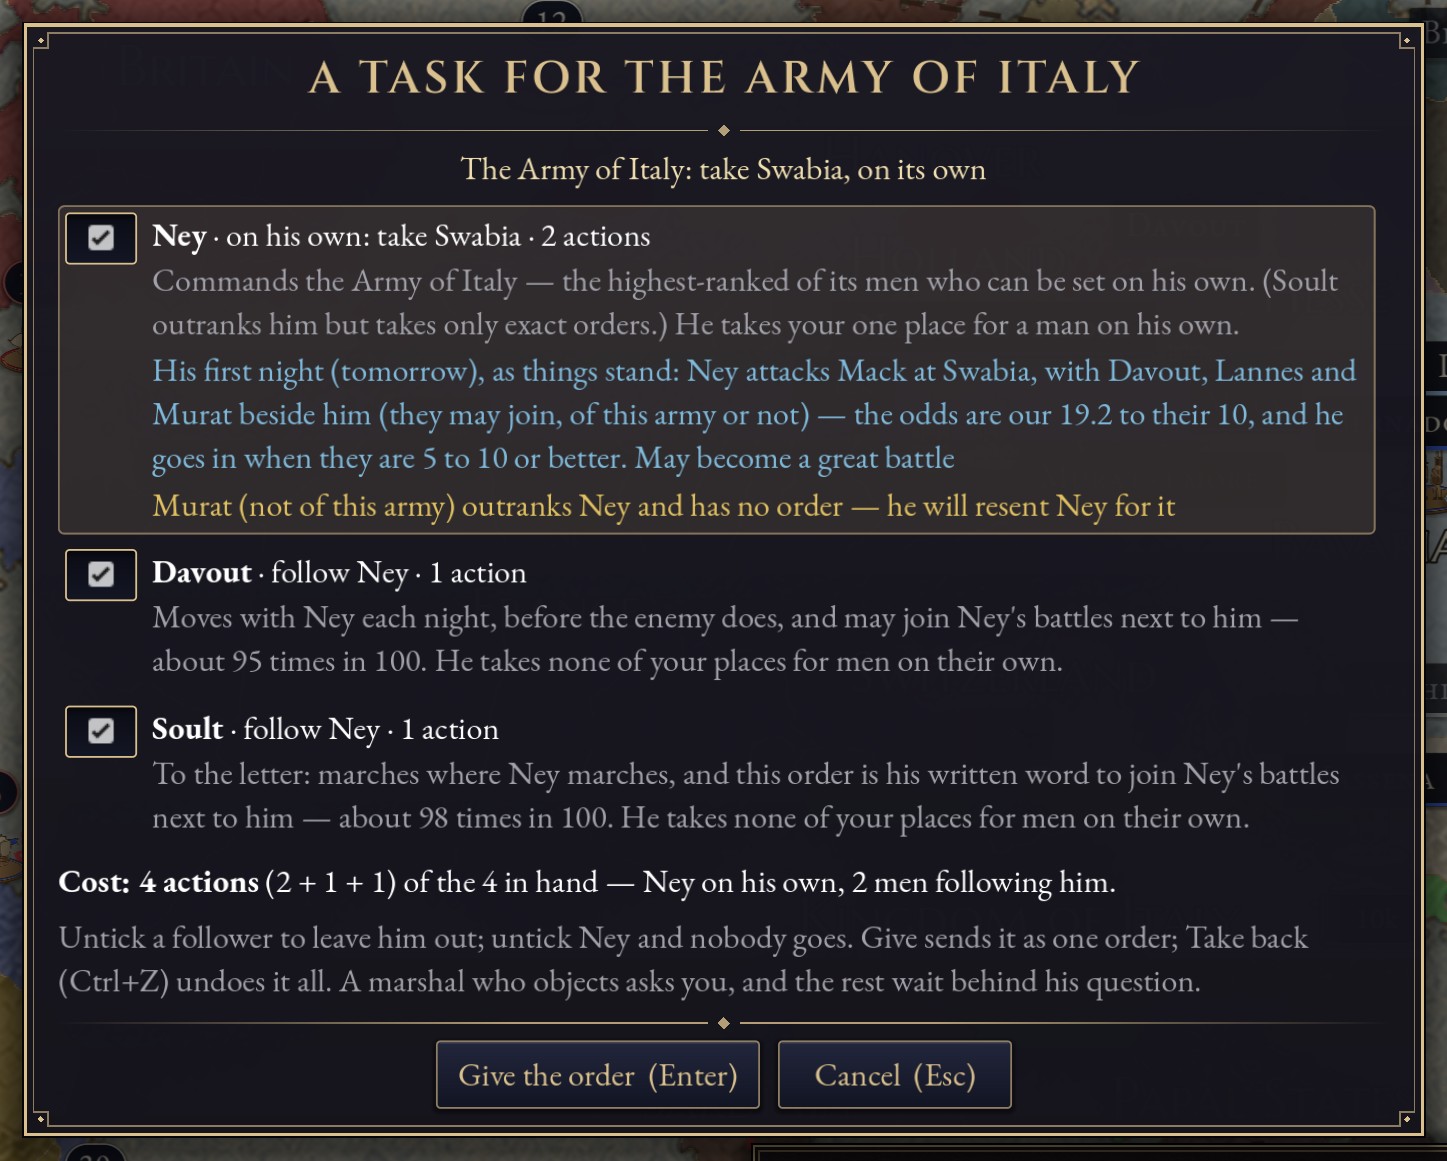 12
A TASK FOR THE ARMY OF ITALY
The Army of Italy: take Swabia, on its own
Ney · on his own: take Swabia · 2 actions
Commands the Army of Italy — the highest-ranked of its men who can be set on his own. (Soult
outranks him but takes only exact orders.) He takes your one place for a man on his own.
His first night (tomorrow), as things stand: Ney attacks Mack at Swabia, with Davout, Lannes and
Murat beside him (they may join, of this army or not) — the odds are our 19.2 to their 10, and he
goes in when they are 5 to 10 or better. May become a great battle
Murat (not of this army) outranks Ney and has no order — he will resent Ney for it
Davout · follow Ney · 1 action
Moves with Ney each night, before the enemy does, and may join Ney's battles next to him —
about 95 times in 100. He takes none of your places for men on their own.
Soult · follow Ney · 1 action
To the letter: marches where Ney marches, and this order is his written word to join Ney's battles
next to him — about 98 times in 100. He takes none of your places for men on their own.
Cost: 4 actions (2 + 1 + 1) of the 4 in hand — Ney on his own, 2 men following him.
Untick a follower to leave him out; untick Ney and nobody goes. Give sends it as one order; Take back
(Ctrl+Z) undoes it all. A marshal who objects asks you, and the rest wait behind his question.
Give the order (Enter)
Cancel (Esc)